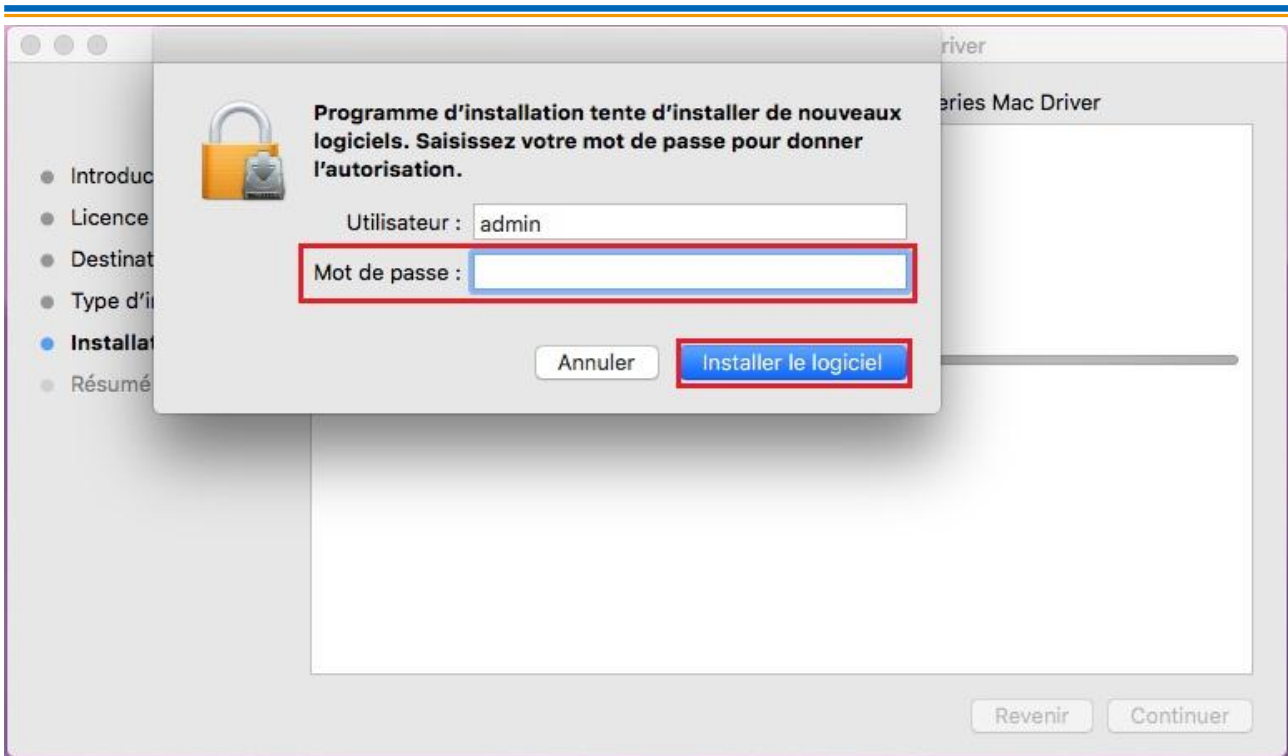 river
eries Mac Driver
Programme d'installation tente d'installer de nouveaux
logiciels. Saisissez votre mot de passe pour donner
l'autorisation.
Utilisateur : admin
Mot de passe :
Annuler
Installer le logiciel
Introduc
Licence
Destinat
Type d'i
Installat
Résumé
Revenir
Continuer